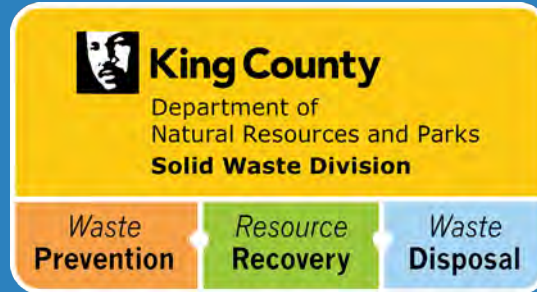 King County
Department of
Natural Resources and Parks
Solid Waste Division
Waste Resource Waste
Prevention Recovery Disposal